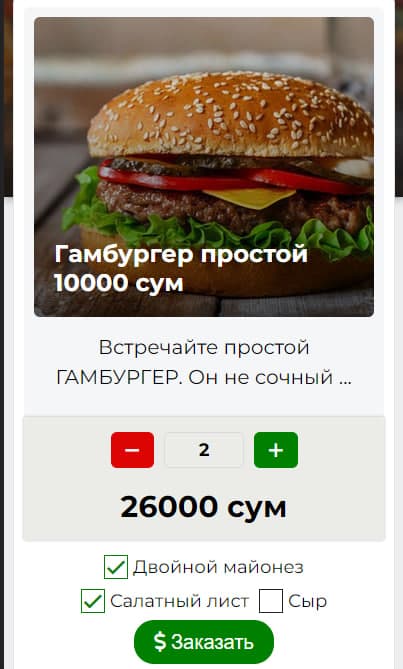 Гамбургер простой
10000 сум
Встречайте простой
ГАМБУРГЕР. Он не сочный ...
− 2 +
26000 сум
Двойной майонез
Салатный лист Сыр
$ Заказать